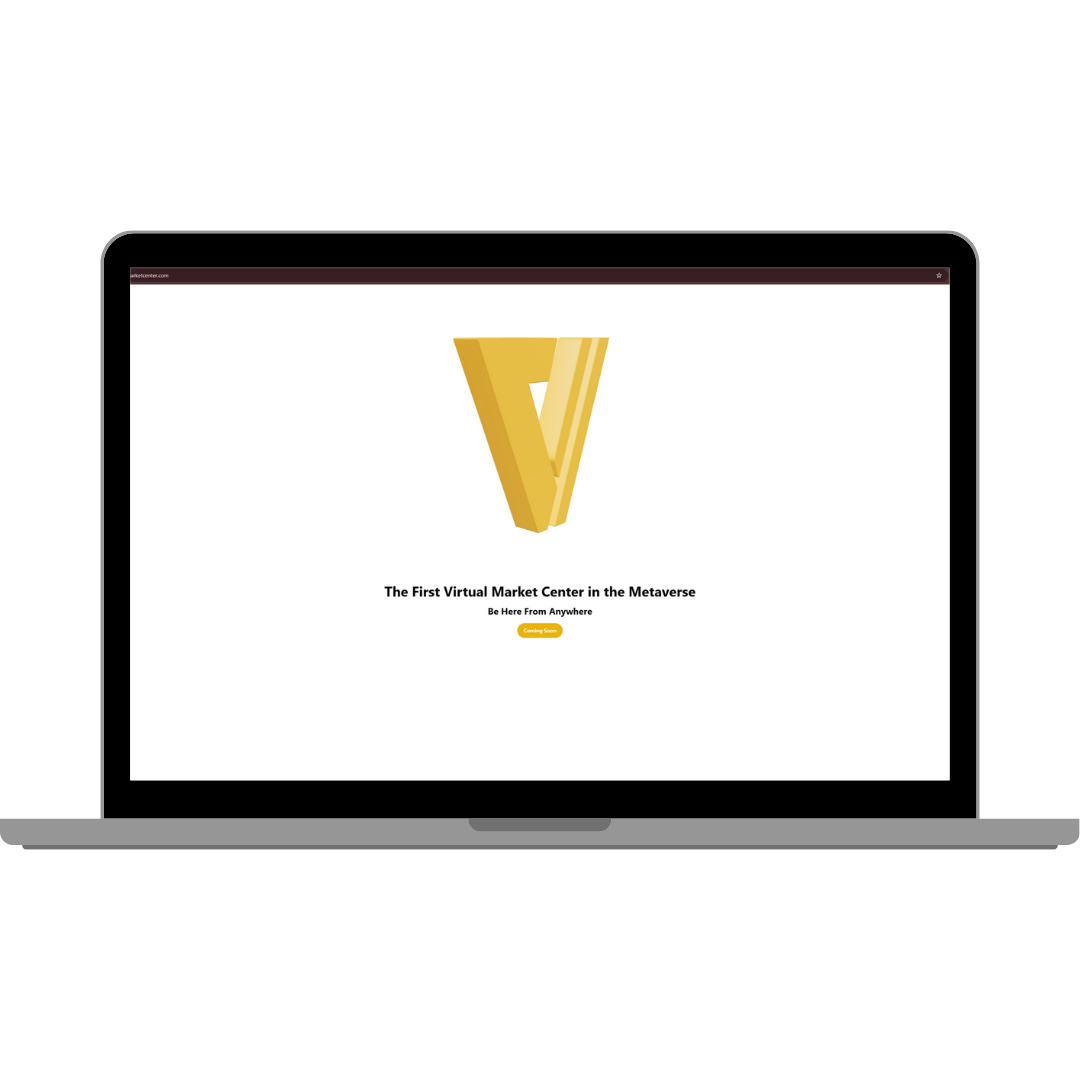 arketcenter.com
The First Virtual Market Center in the Metaverse
Be Here From Anywhere
Coming Soon